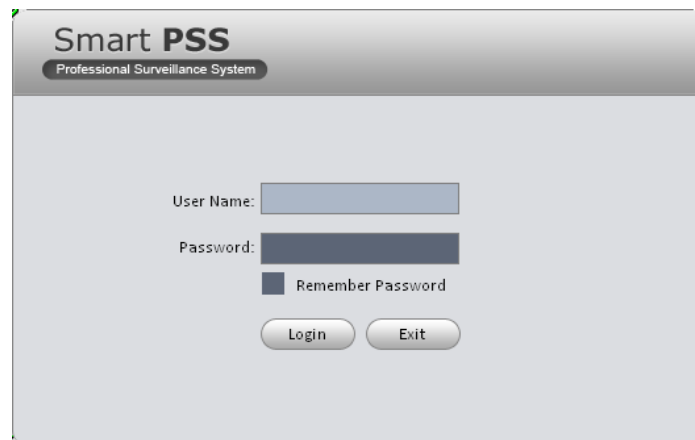 Smart PSS
Professional Surveillance System
User Name:
Password:
Remember Password
Login Exit